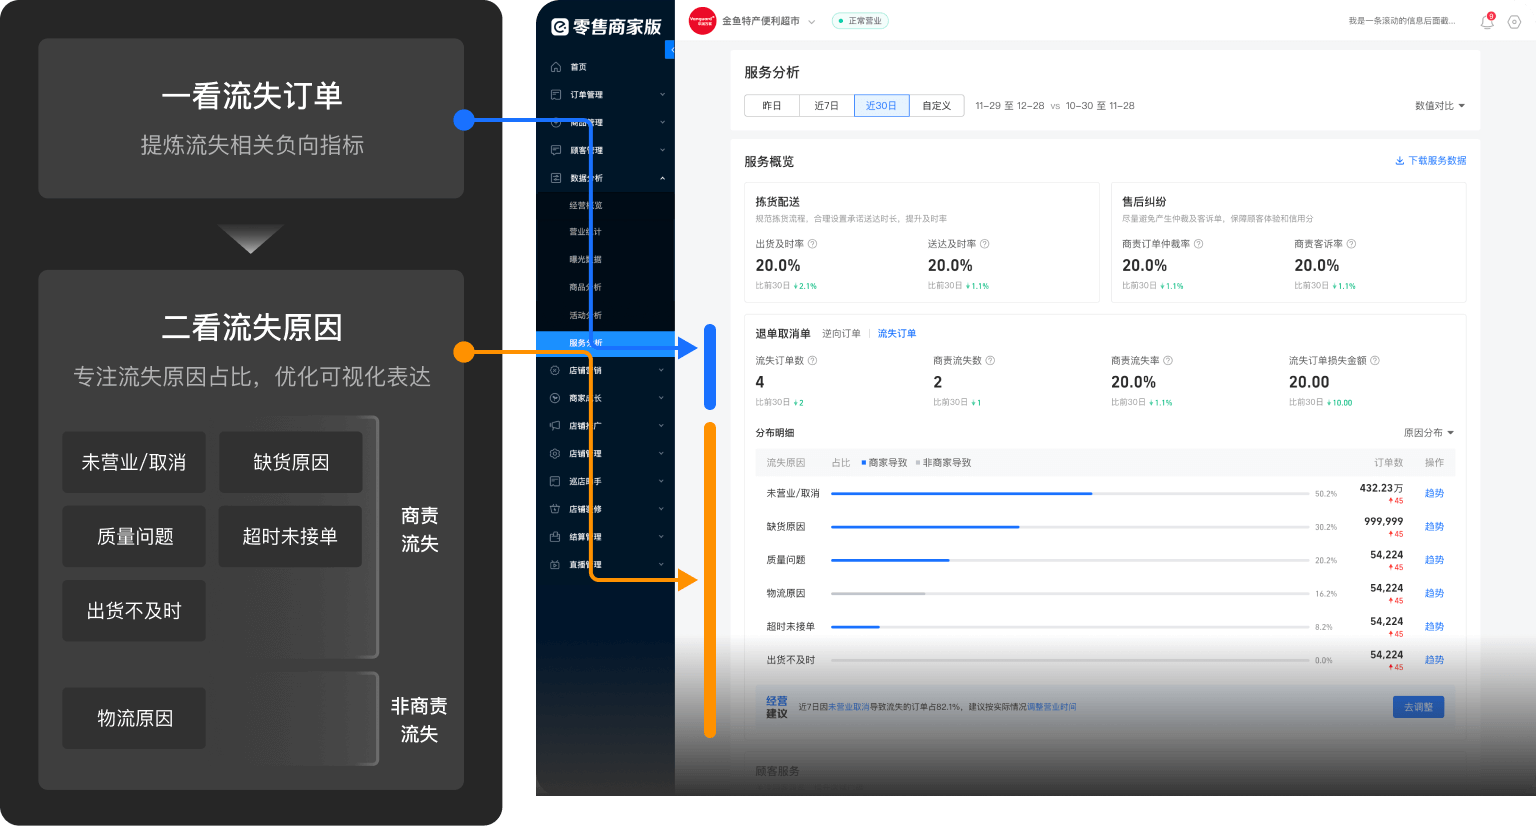 一看流失订单
提炼流失相关负向指标
二看流失原因
专注流失原因占比，优化可视化表达
未营业/取消
缺货原因
质量问题
超时未接单
出货不及时
商责
流失
物流原因
非商责
流失
零售商家版
首页
订单管理
商品管理
顾客管理
数据分析
经营概览
营业统计
曝光数据
商品分析
活动分析
服务分析
店铺营销
商家成长
店铺推广
店铺管理
巡店助手
店铺装修
结算管理
直播管理
Vanguard
金鱼特产便利超市
正常营业
我是一条滚动的信息后面截...
9
服务分析
昨日
近7日
近30日
自定义
11-29 至 12-28 vs 10-30 至 11-28
数值对比
服务概览
下载服务数据
拣货配送
规范拣货流程，合理设置承诺送达时长，提升及时率
出货及时率
送达及时率
20.0%
20.0%
比前30日 2.1%
比前30日 1.1%
售后纠纷
尽量避免产生仲裁及客诉单，保障顾客体验和信用分
商责订单仲裁率
商责客诉率
20.0%
20.0%
比前30日 1.1%
比前30日 1.1%
退单取消单 逆向订单 流失订单
流失订单数
商责流失数
商责流失率
流失订单损失金额
4
2
20.0%
20.00
比前30日 2
比前30日 1
比前30日 1.1%
比前30日 10.00
分布明细
原因分布
流失原因 占比 商家导致 非商家导致 订单数 操作
未营业/取消 50.2% 432.23万 45 趋势
缺货原因 30.2% 999,999 45 趋势
质量问题 20.2% 54,224 45 趋势
物流原因 16.2% 54,224 45 趋势
超时未接单 8.2% 54,224 45 趋势
出货不及时 0.0% 54,224 45 趋势
经营
建议
近7日因未营业取消导致流失的订单占82.1%，建议按实际情况调整营业时间
去调整
顾客服务